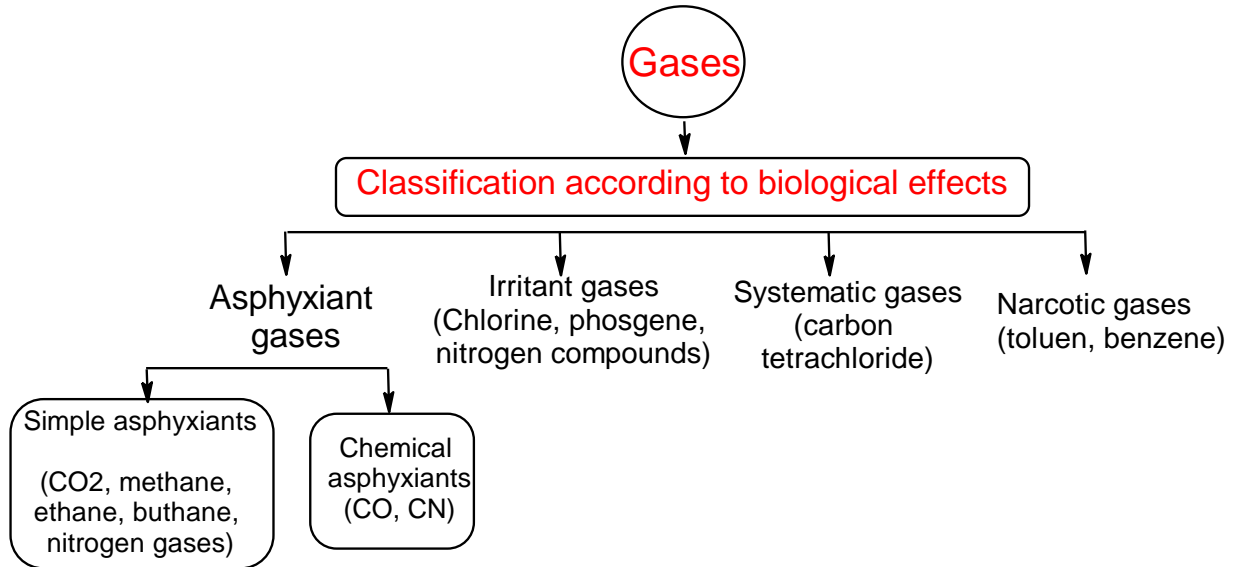 Gases
Classification according to biological effects
Asphyxiant
gases
Irritant gases
(Chlorine, phosgene,
nitrogen compounds)
Systematic gases
(carbon
tetrachloride)
Narcotic gases
(toluen, benzene)
Simple asphyxiants
(CO2, methane,
ethane, buthane,
nitrogen gases)
Chemical
asphyxiants
(CO, CN)